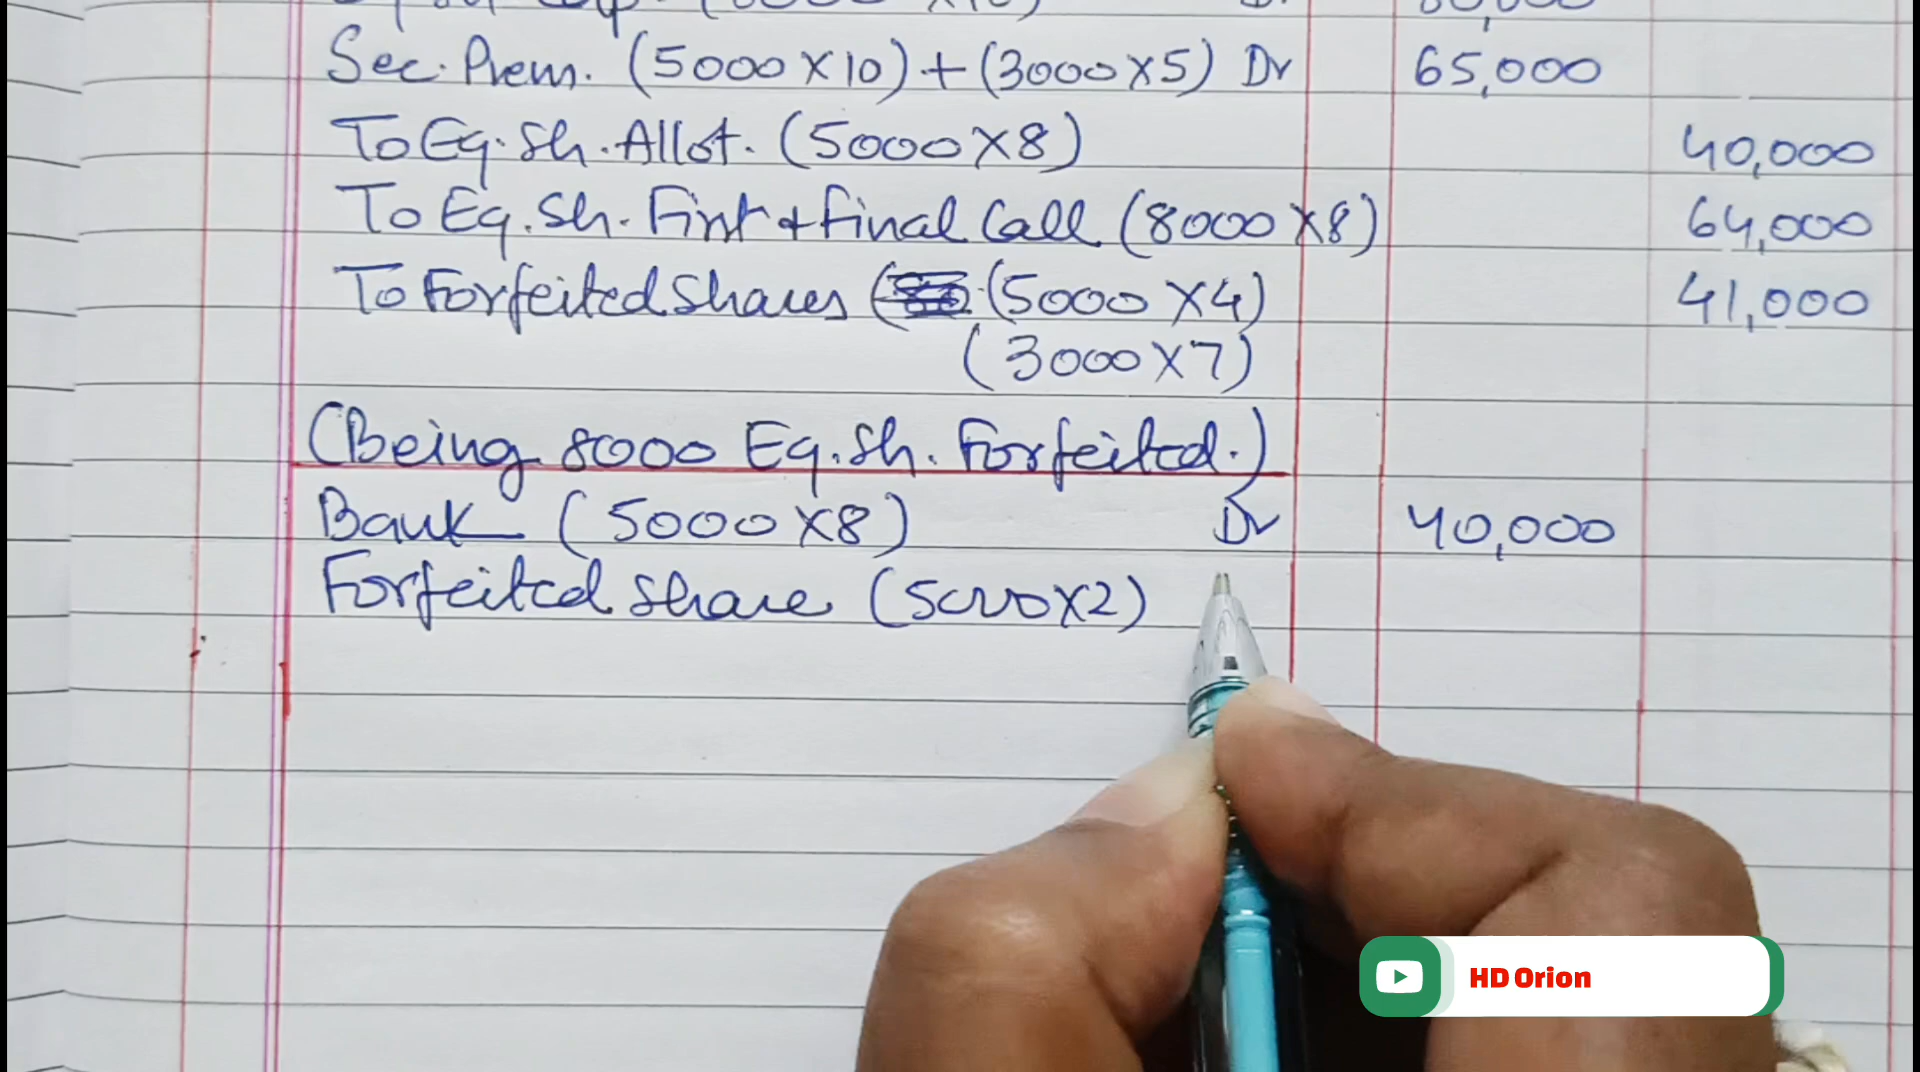 Sec. Prem. (5000 X 10) + (3000 X 5) Dr 65,000
To Eq. Sh. Allot. (5000 X 8) 40,000
To Eq. Sh. First + Final Call (8000 X 8) 64,000
To Forfeited Shares ( (5000 X 4) 41,000
(3000 X 7)
(Being 8000 Eq. Sh. Forfeited.)
Bank (5000 X 8) Dr 40,000
Forfeited Share (5000 X 2)
HD Orion